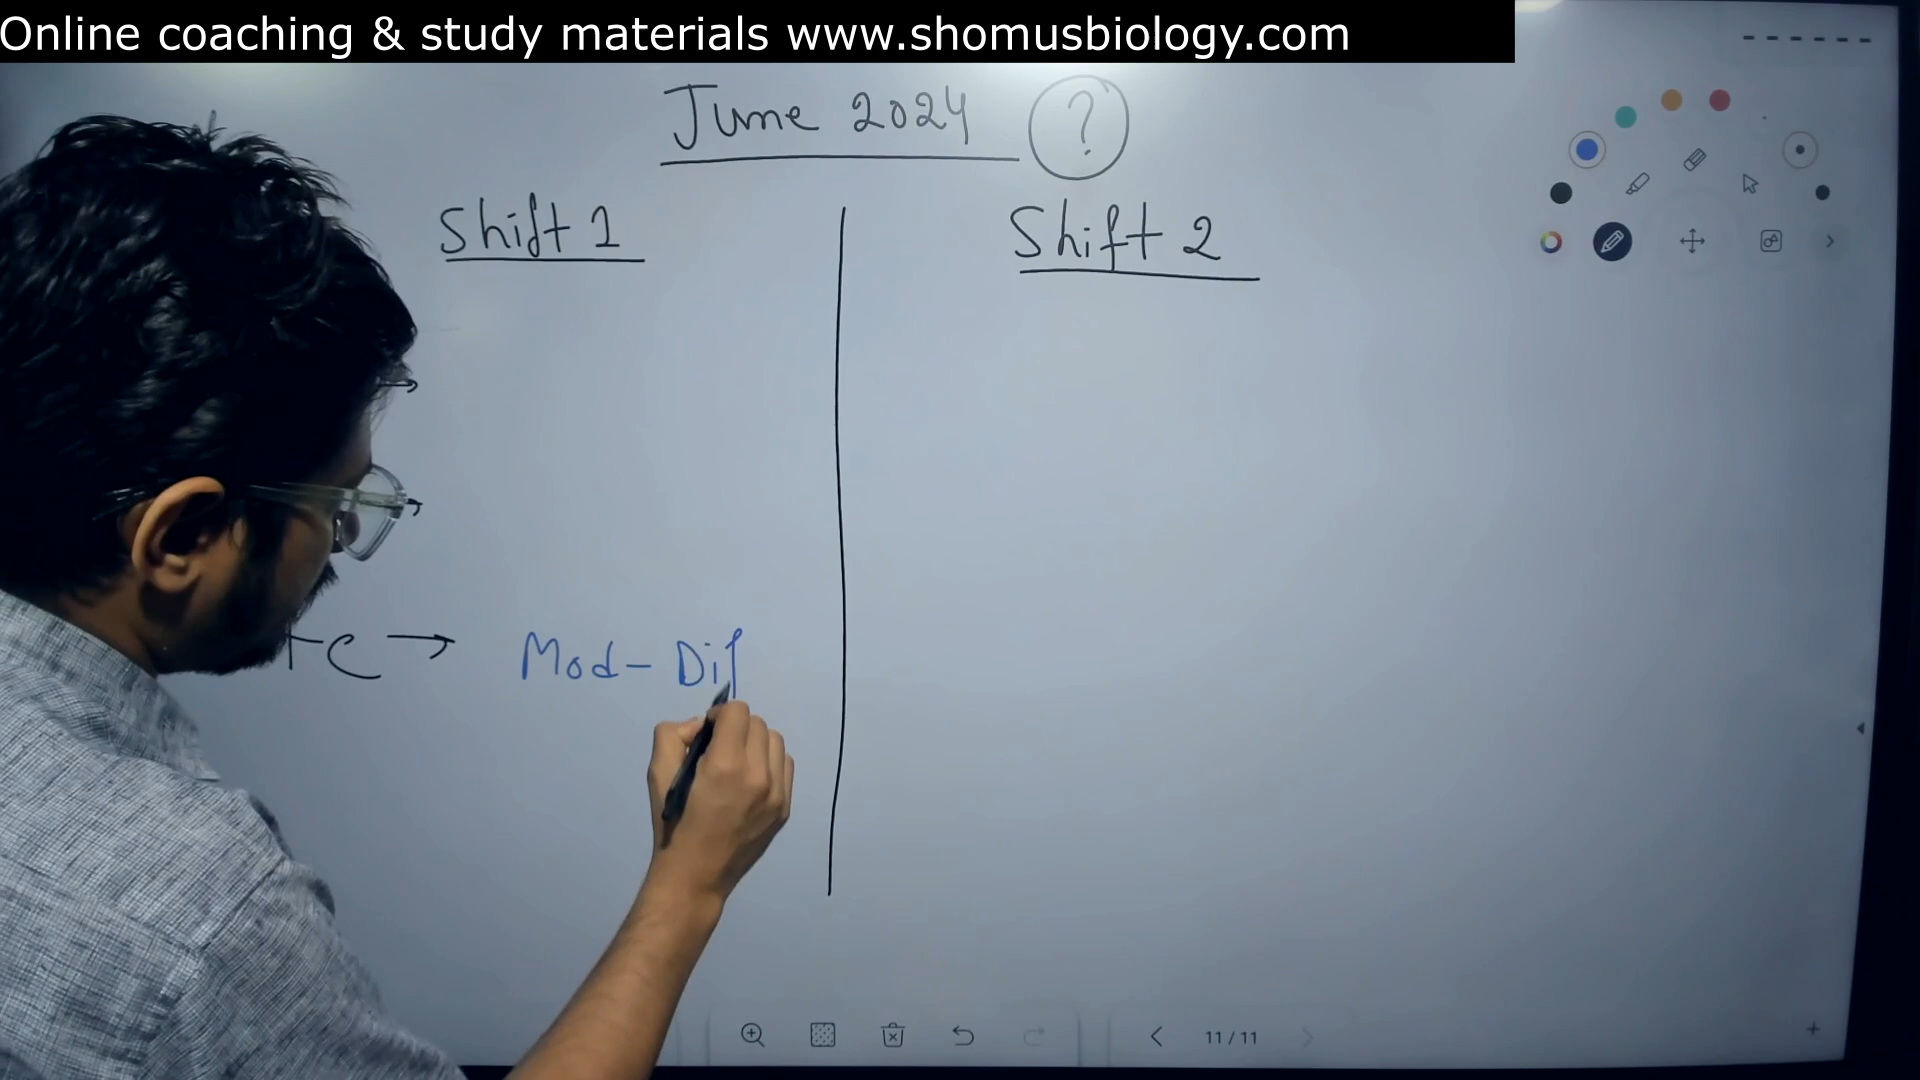 Online coaching & study materials www.shomusbiology.com
June 2024 ?
Shift 1
Shift 2
→
→
C → Mod- Dif
11/11